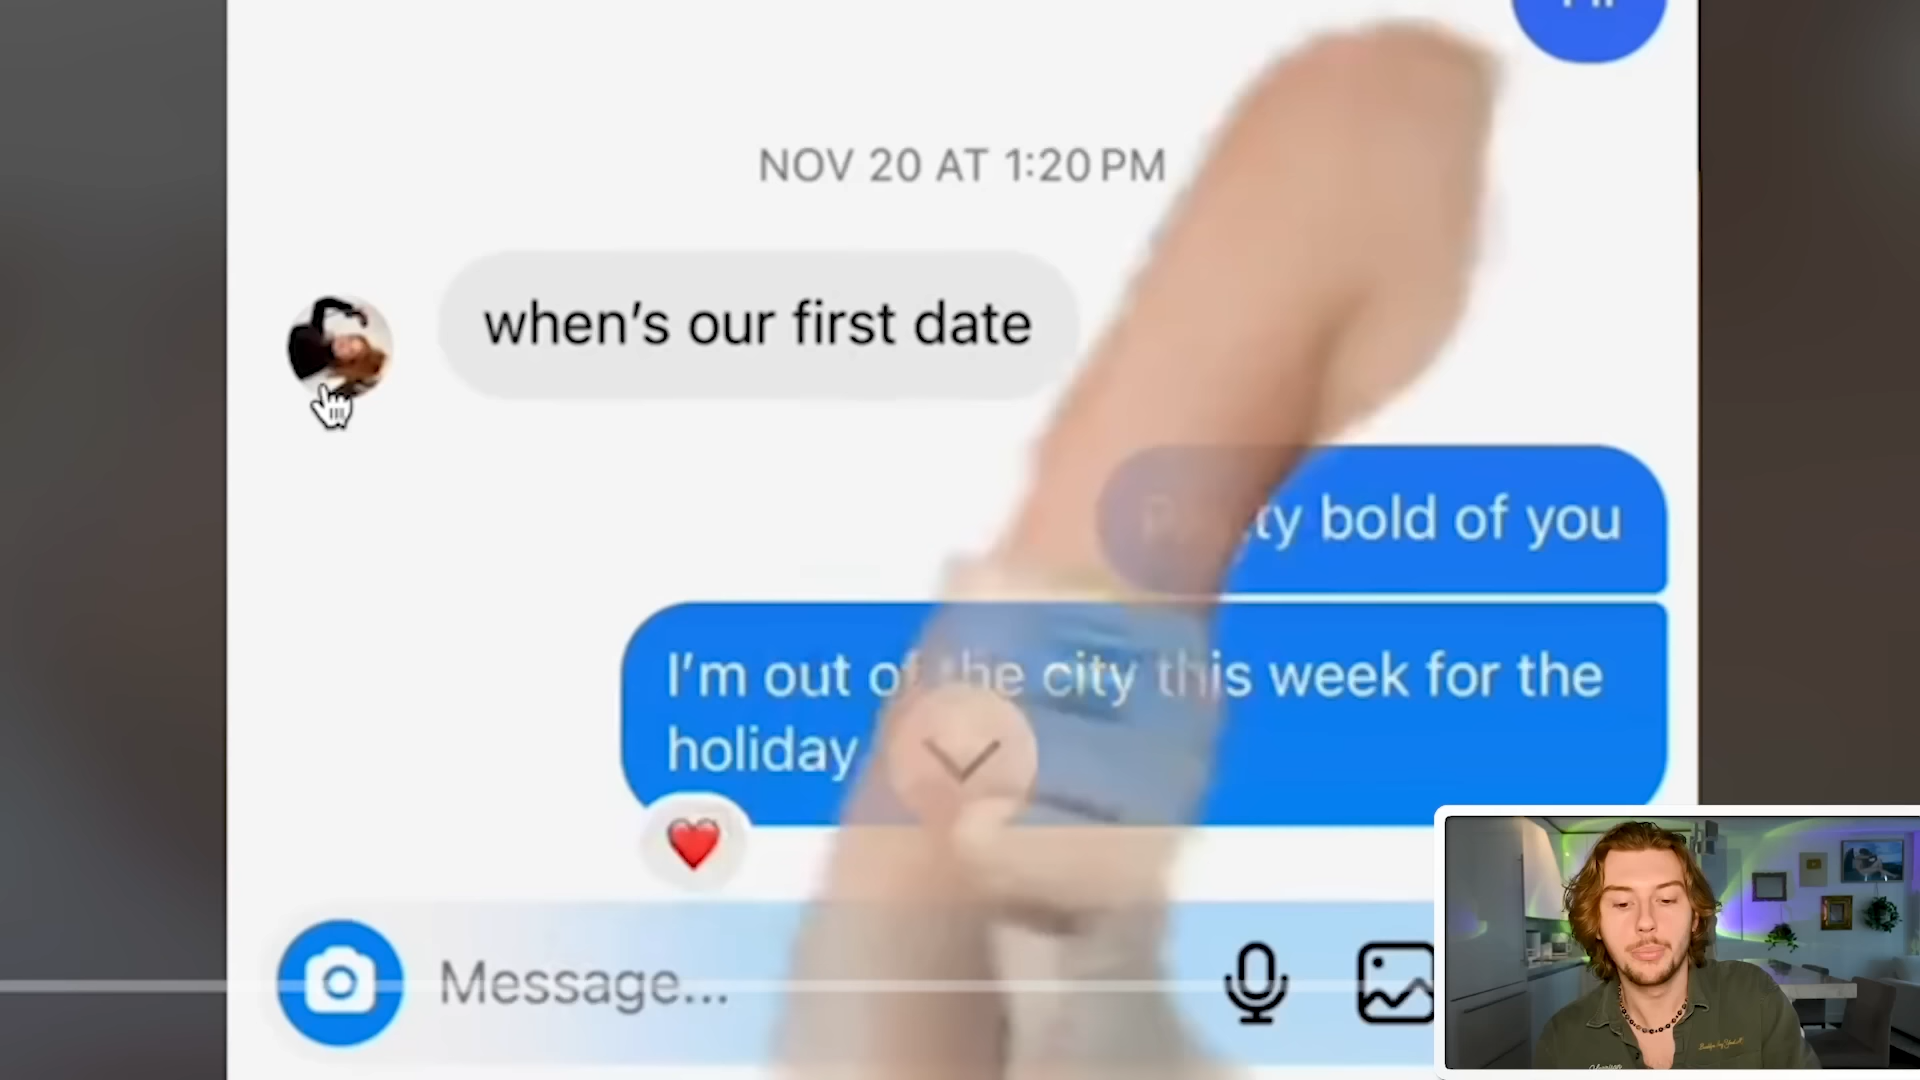 NOV 20 AT 1:20 PM
when's our first date
bold of you
I'm out of the city this week for the
holiday
Message...